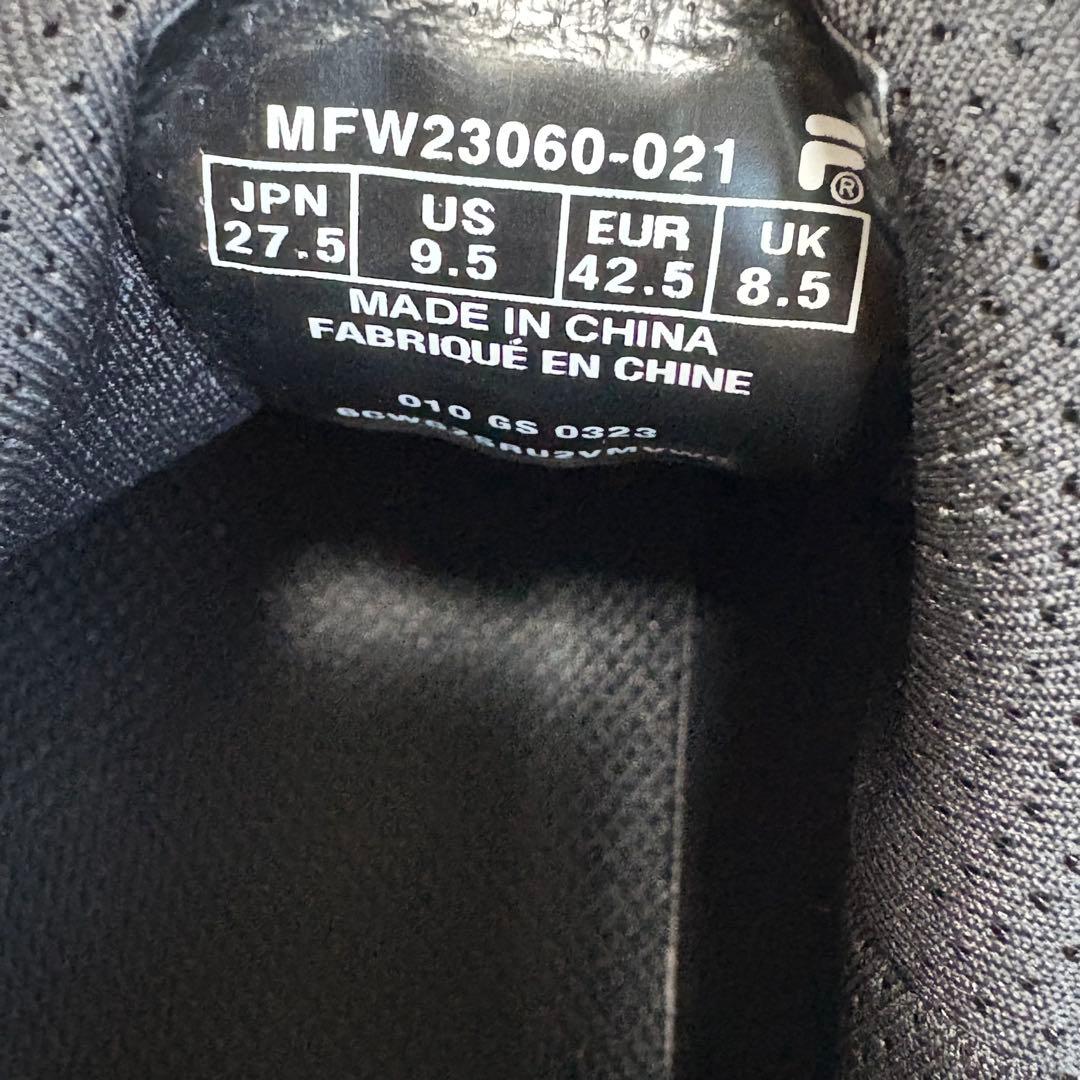 MFW23060-021
®
JPN US EUR UK
27.5 9.5 42.5 8.5
MADE IN CHINA
FABRIQUÉ EN CHINE
010 GS 0323